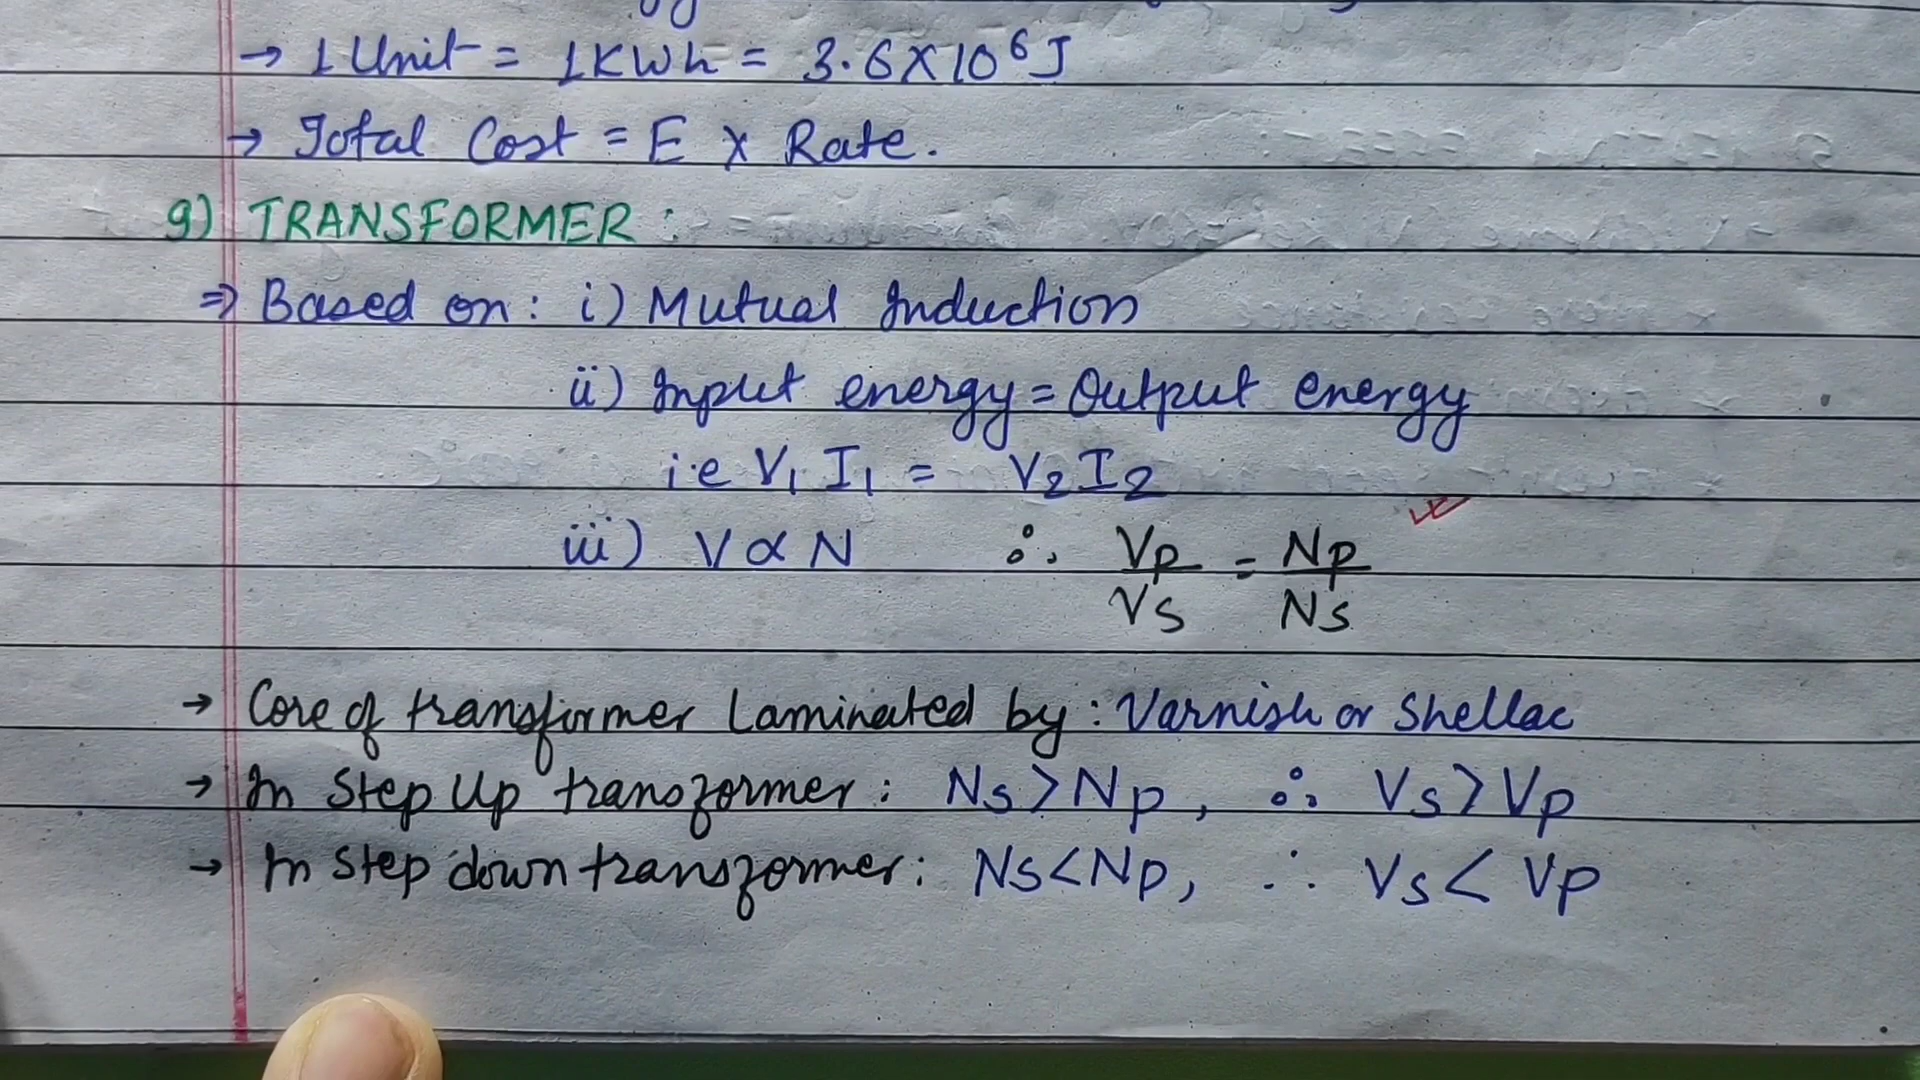 → 1 Unit = 1KWh = 3.6X10⁶J
→ Total Cost = E X Rate.
9) TRANSFORMER:
⇒ Based on: i) Mutual Induction
ii) Input energy = Output energy
i.e V₁ I₁ = V₂ I₂
iii) V ∝ N ∴ Vp/Vs = Np/Ns
→ Core of transformer Laminated by: Varnish or Shellac
→ In Step Up transformer: Ns > Np, ∴ Vs > Vp
→ In Step down transformer: Ns < Np, ∴ Vs < Vp